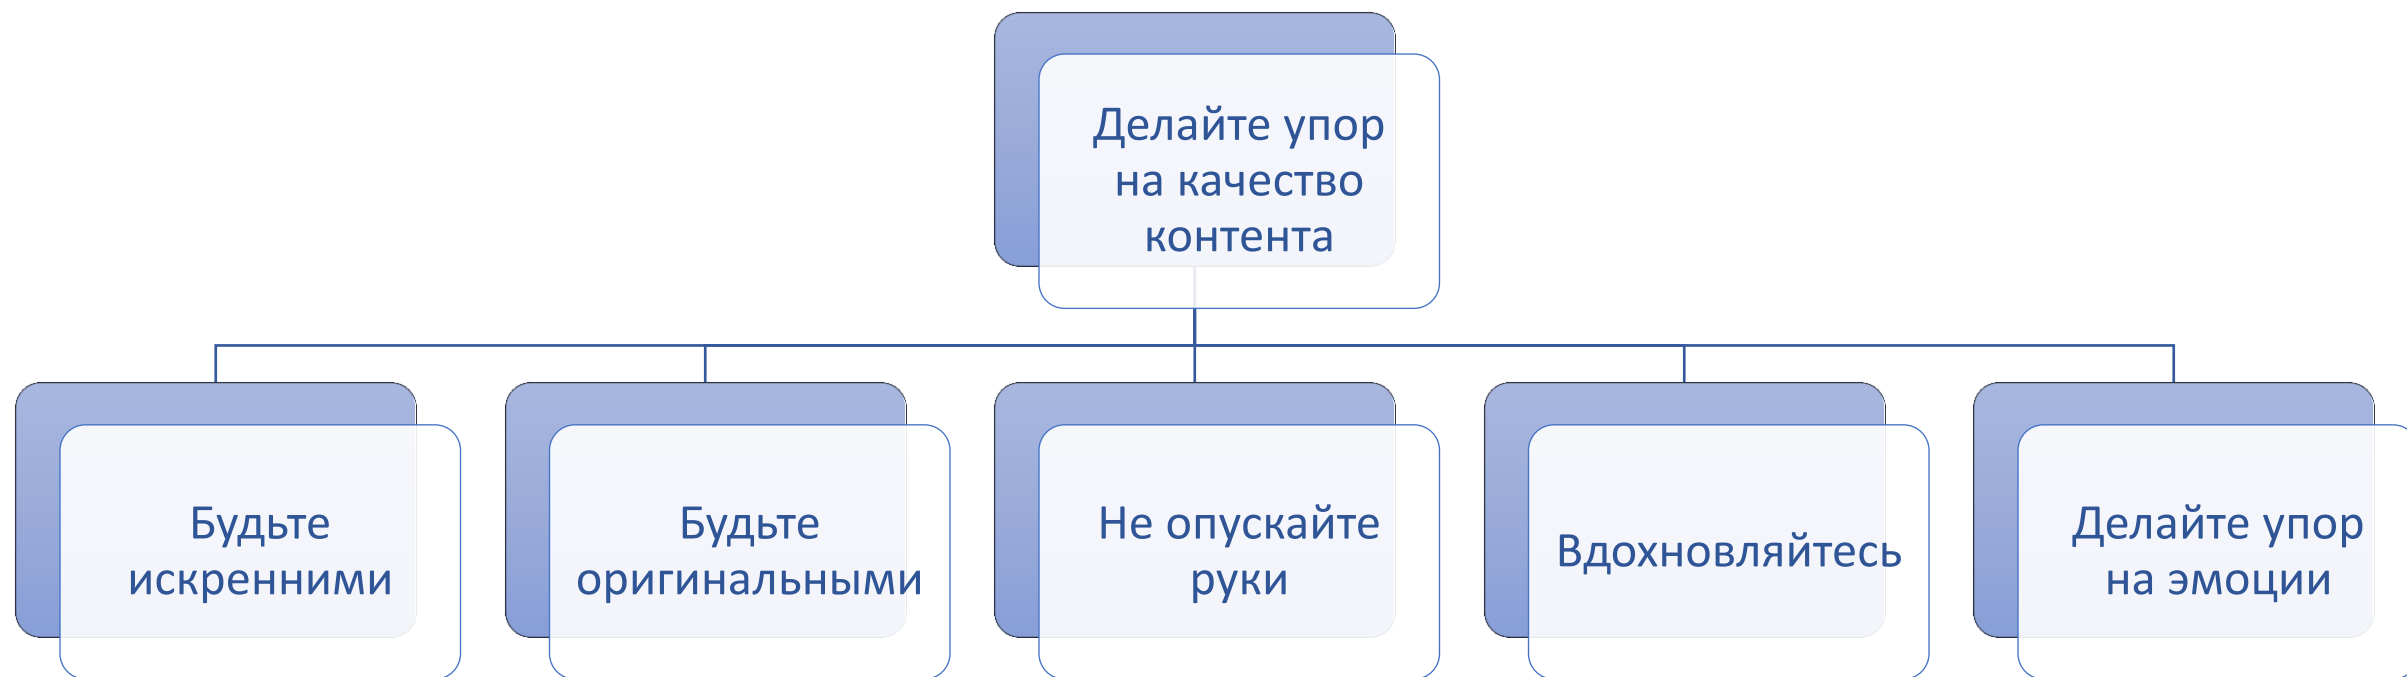 Делайте упор
на качество
контента
Будьте
искренними
Будьте
оригинальными
Не опускайте
руки
Вдохновляйтесь
Делайте упор
на эмоции